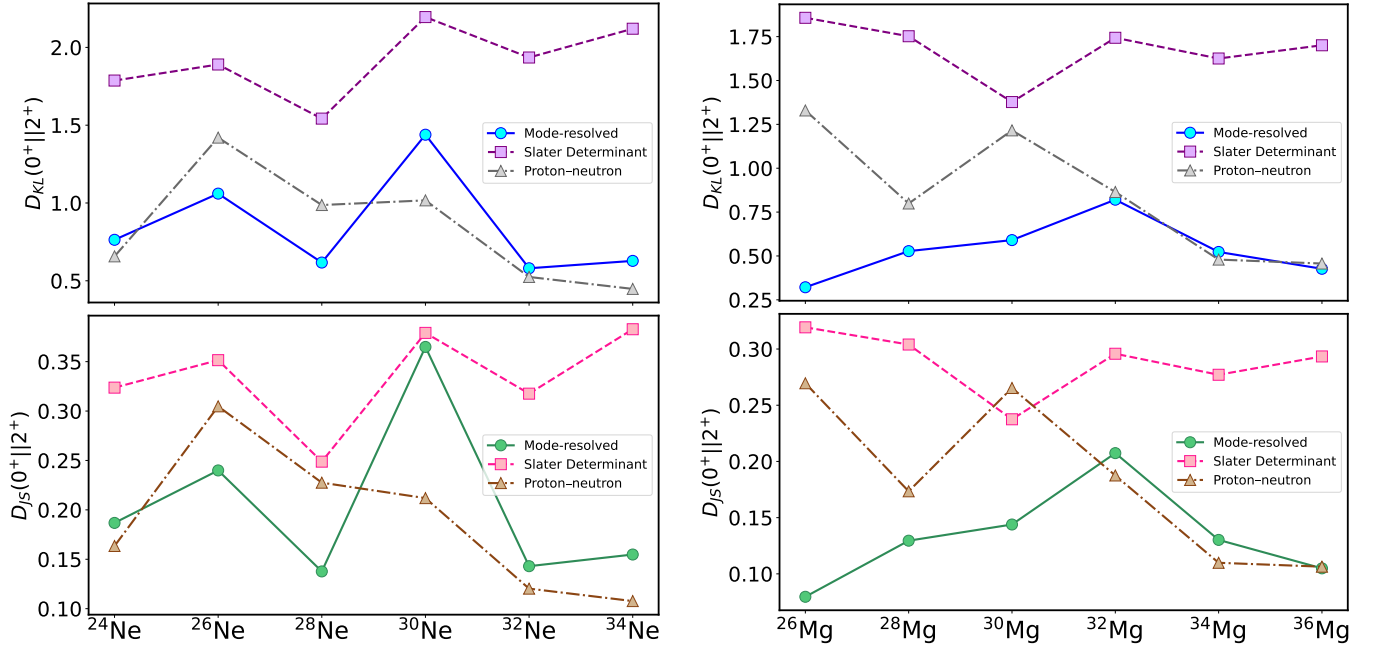 D_KL(0⁺||2⁺)
2.0
1.5
1.0
0.5
Mode-resolved
Slater Determinant
Proton–neutron
D_KL(0⁺||2⁺)
1.75
1.50
1.25
1.00
0.75
0.50
0.25
Mode-resolved
Slater Determinant
Proton–neutron
D_JS(0⁺||2⁺)
0.35
0.30
0.25
0.20
0.15
0.10
Mode-resolved
Slater Determinant
Proton–neutron
²⁴Ne ²⁶Ne ²⁸Ne ³⁰Ne ³²Ne ³⁴Ne
D_JS(0⁺||2⁺)
0.30
0.25
0.20
0.15
0.10
Mode-resolved
Slater Determinant
Proton–neutron
²⁶Mg ²⁸Mg ³⁰Mg ³²Mg ³⁴Mg ³⁶Mg